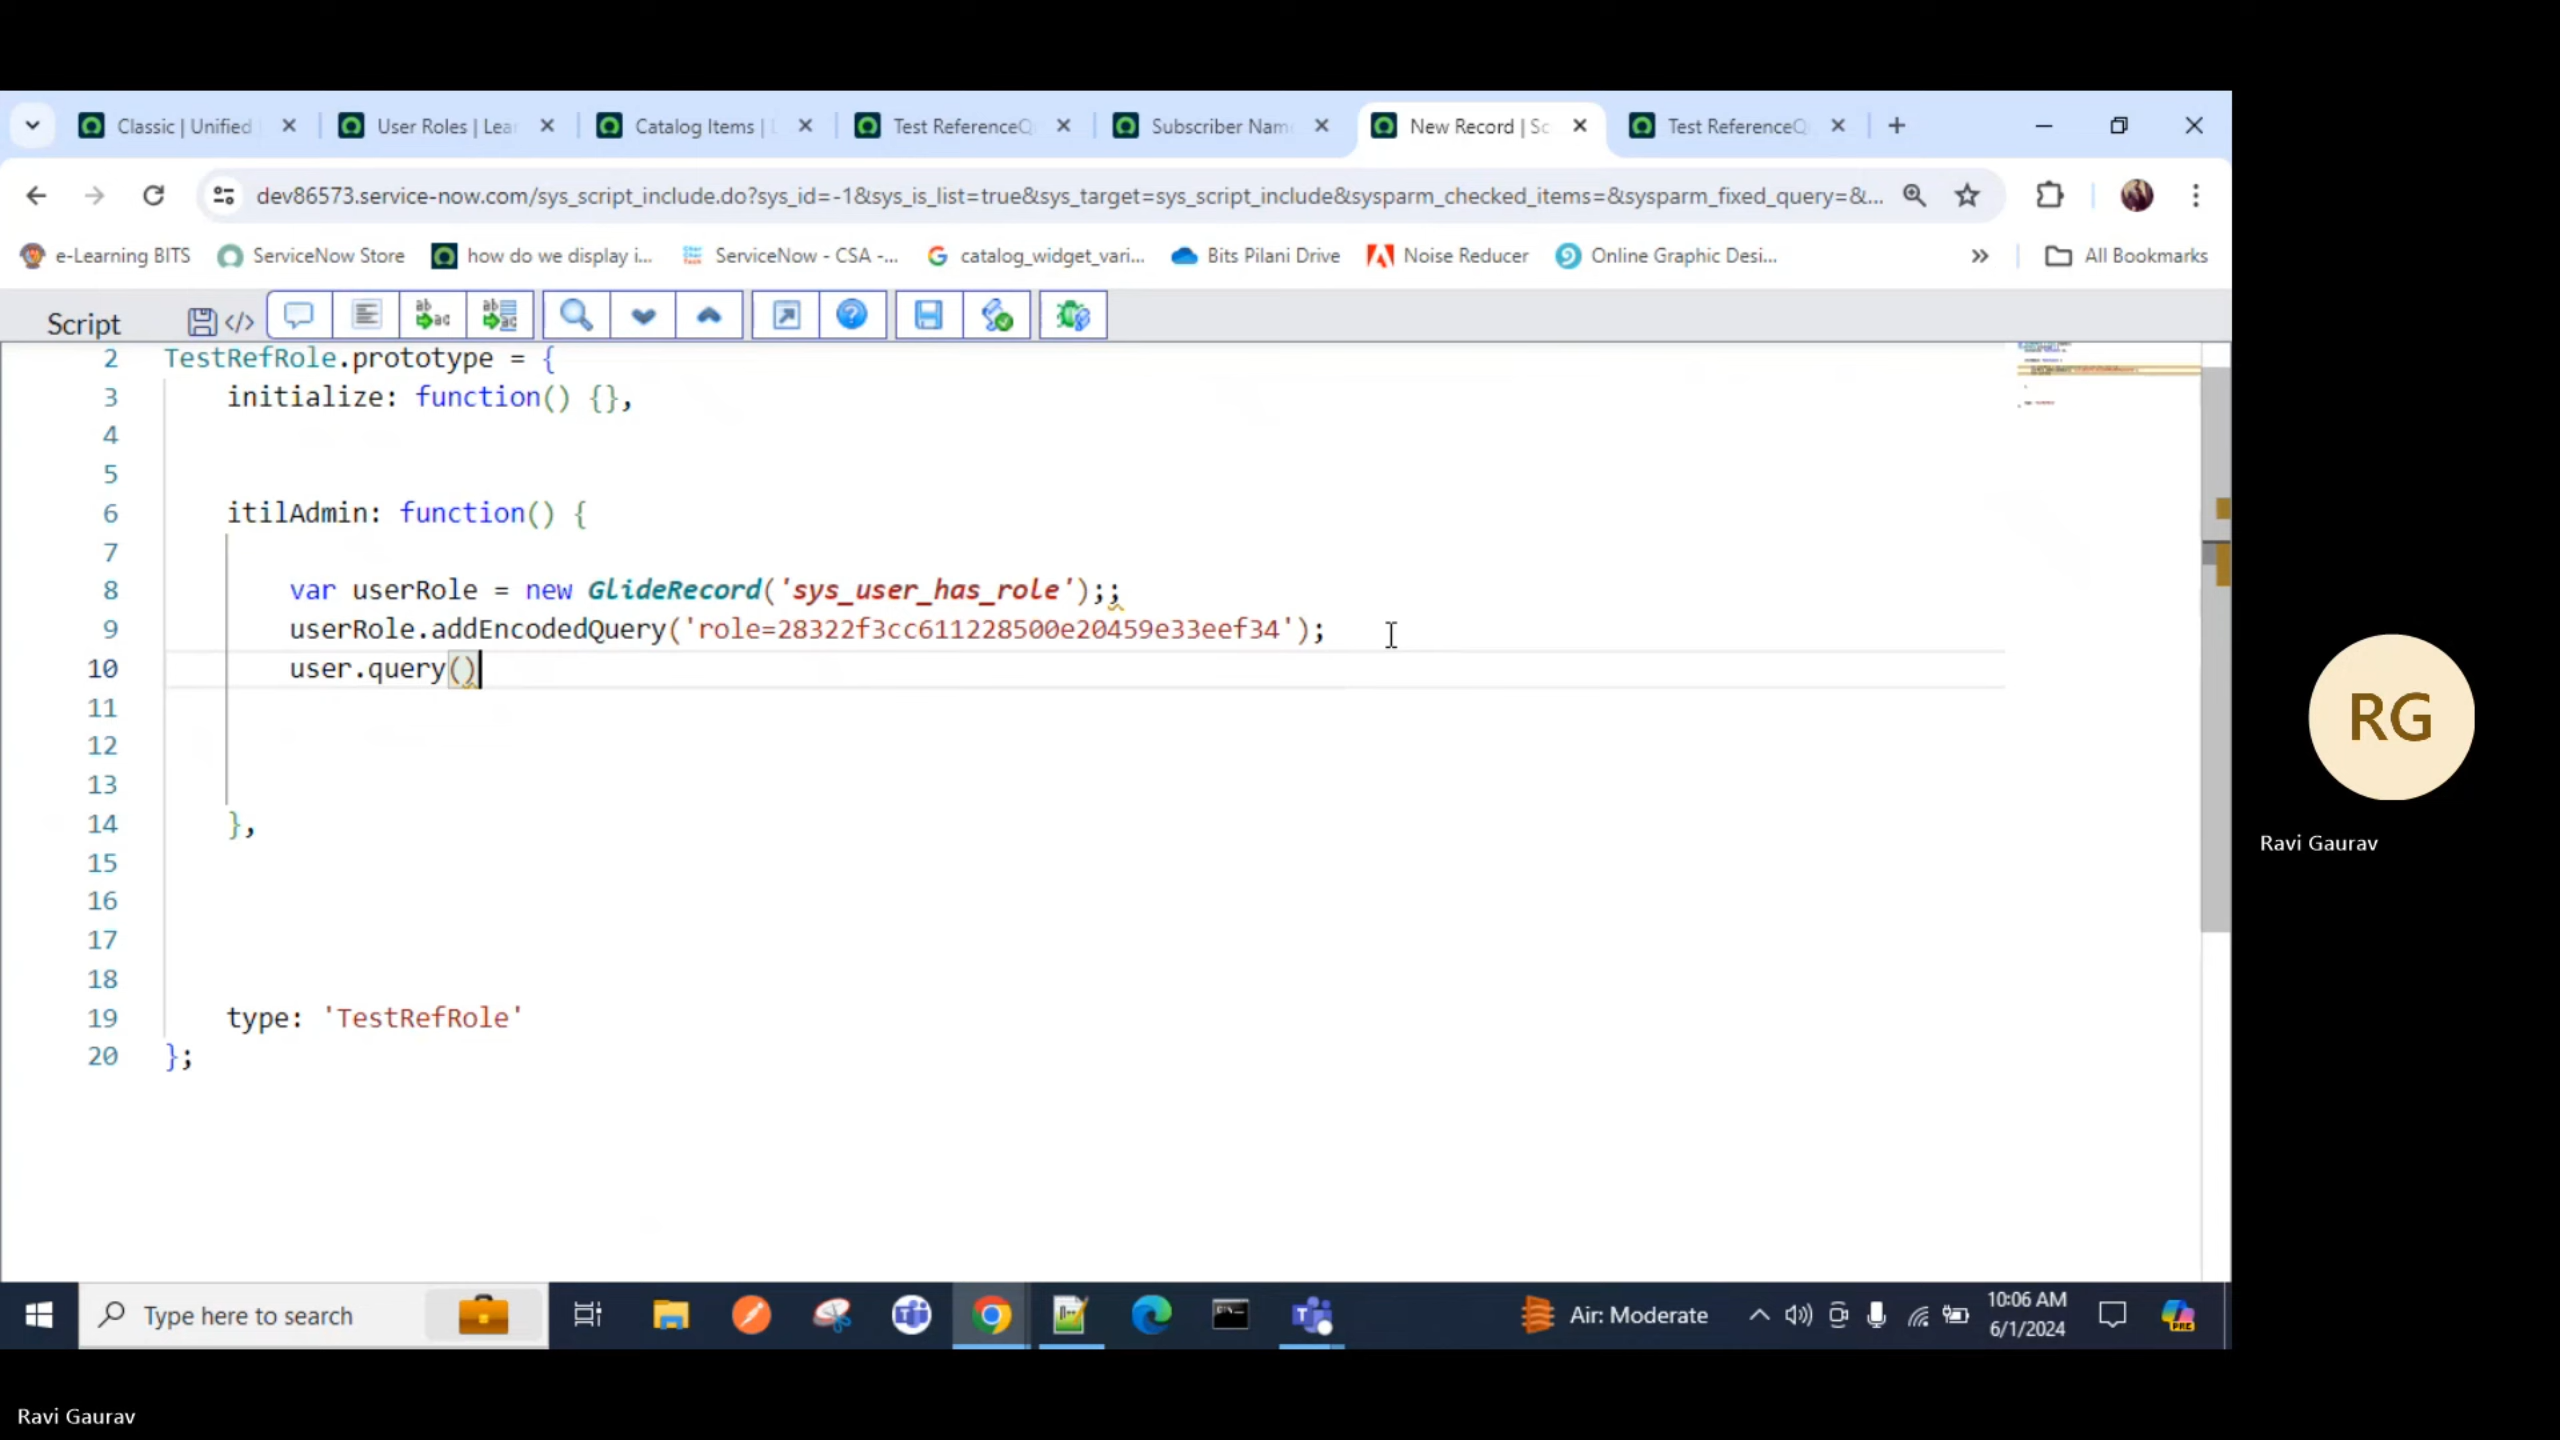 Classic | Unified
User Roles | Lea
Catalog Items |
Test ReferenceQ
Subscriber Nam
New Record | Sc
Test ReferenceQ
dev86573.service-now.com/sys_script_include.do?sys_id=-1&sys_is_list=true&sys_target=sys_script_include&sysparm_checked_items=&sysparm_fixed_query=&...
e-Learning BITS
ServiceNow Store
how do we display i...
ServiceNow - CSA -...
catalog_widget_vari...
Bits Pilani Drive
Noise Reducer
Online Graphic Desi...
All Bookmarks
Script
2 TestRefRole.prototype = {
3 initialize: function() {},
4
5
6 itilAdmin: function() {
7
8 var userRole = new GlideRecord('sys_user_has_role');;
9 userRole.addEncodedQuery('role=28322f3cc611228500e20459e33eef34');
10 user.query()
11
12
13
14 },
15
16
17
18
19 type: 'TestRefRole'
20 };
RG
Ravi Gaurav
Type here to search
Air: Moderate
10:06 AM
6/1/2024
Ravi Gaurav